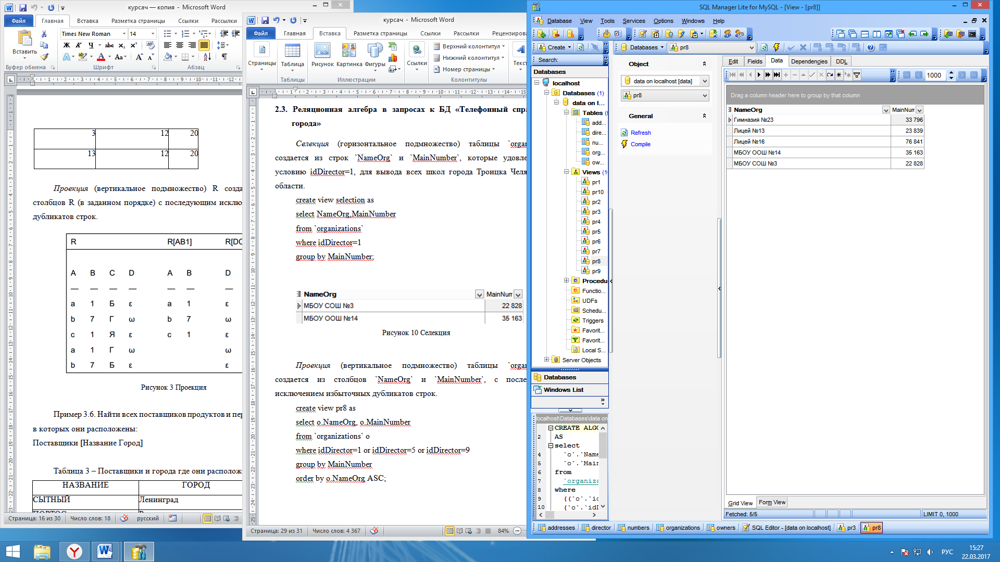 курсач — копия - Microsoft Word
Файл Главная Вставка Разметка страницы Ссылки Рассылки
Times New Roman 14
Вставить
Буфер обмена Шрифт Абзац
3 12 20
13 12 20
Проекция (вертикальное подмножество) R созда
столбцов R (в заданном порядке) с последующим исклю
дубликатов строк.
R R[AB1] R[DC
A B C D A B D
— — — — — — —
a 1 Б ε a 1 ε
b 7 Г ω b 7 ω
c 1 Я ε c 1 ε
a 1 Г ω ω
b 7 Б ε ε
Рисунок 3 Проекция
Пример 3.6. Найти всех поставщиков продуктов и пер
в которых они расположены:
Поставщики [Название Город]
Таблица 3 – Поставщики и города где они располож
НАЗВАНИЕ ГОРОД
СЫТНЫЙ Ленинград
Страница: 16 из 30 Число слов: 18 русский
курсач - Microsoft Word
Файл Главная Вставка Разметка страницы Ссылки Рассылки Рецензиров
Страницы Таблица Рисунок Картинка Фигуры Ссылки Верхний колонтитул Текст
Нижний колонтитул
Номер страницы
Таблицы Иллюстрации Колонтитулы
2.3. Реляционная алгебра в запросах к БД «Телефонный спра
города»
Селекция (горизонтальное подмножество) таблицы `organ
создается из строк `NameOrg` и `MainNumber`, которые удовле
условию idDirector=1, для вывода всех школ города Троицка Челя
области.
create view selection as
select NameOrg,MainNumber
from `organizations`
where idDirector=1
group by MainNumber;
NameOrg MainNum
МБОУ СОШ №3 22 828
МБОУ ООШ №14 35 163
Рисунок 10 Селекция
Проекция (вертикальное подмножество) таблицы `organ
создается из столбцов `NameOrg` и `MainNumber`, с после
исключением избыточных дубликатов строк.
create view pr8 as
select o.NameOrg, o.MainNumber
from `organizations` o
where idDirector=1 or idDirector=5 or idDirector=9
group by MainNumber
order by o.NameOrg ASC;
Страница: 29 из 31 Число слов: 4 367 84%
SQL Manager Lite for MySQL - [View - [pr8]]
Database View Tools Services Options Windows Help
Create Databases pr8
Search:
Databases
localhost
Databases (1)
data on l...
Tables (5
add...
dire...
nu...
org...
ow...
Views (10
pr1
pr10
pr2
pr3
pr4
pr5
pr6
pr7
pr8
pr9
Procedu
Functio...
UDFs
Schedu...
Triggers
Favorit...
Favorit...
Local S...
Server Objects
Databases
Windows List
localhost\Databases\data on
CREATE ALGO
2 AS
select
4 `o`.`Name
5 `o`.`Main
6 from
7 `organiza
8 where
9 ((`o`.`id
10 (`o`.`idD
Object
data on localhost [data]
pr8
General
Refresh
Compile
Edit Fields Data Dependencies DDL
1000
Drag a column header here to group by that column
NameOrg MainNum
Гимназия №23 33 796
Лицей №13 23 839
Лицей №16 76 841
МБОУ ООШ №14 35 163
МБОУ СОШ №3 22 828
Grid View Form View
Fetched: 5/5 LIMIT 0, 1000
addresses director numbers organizations owners SQL Editor - [data on localhost] pr3 pr8
РУС 15:27
22.03.2017